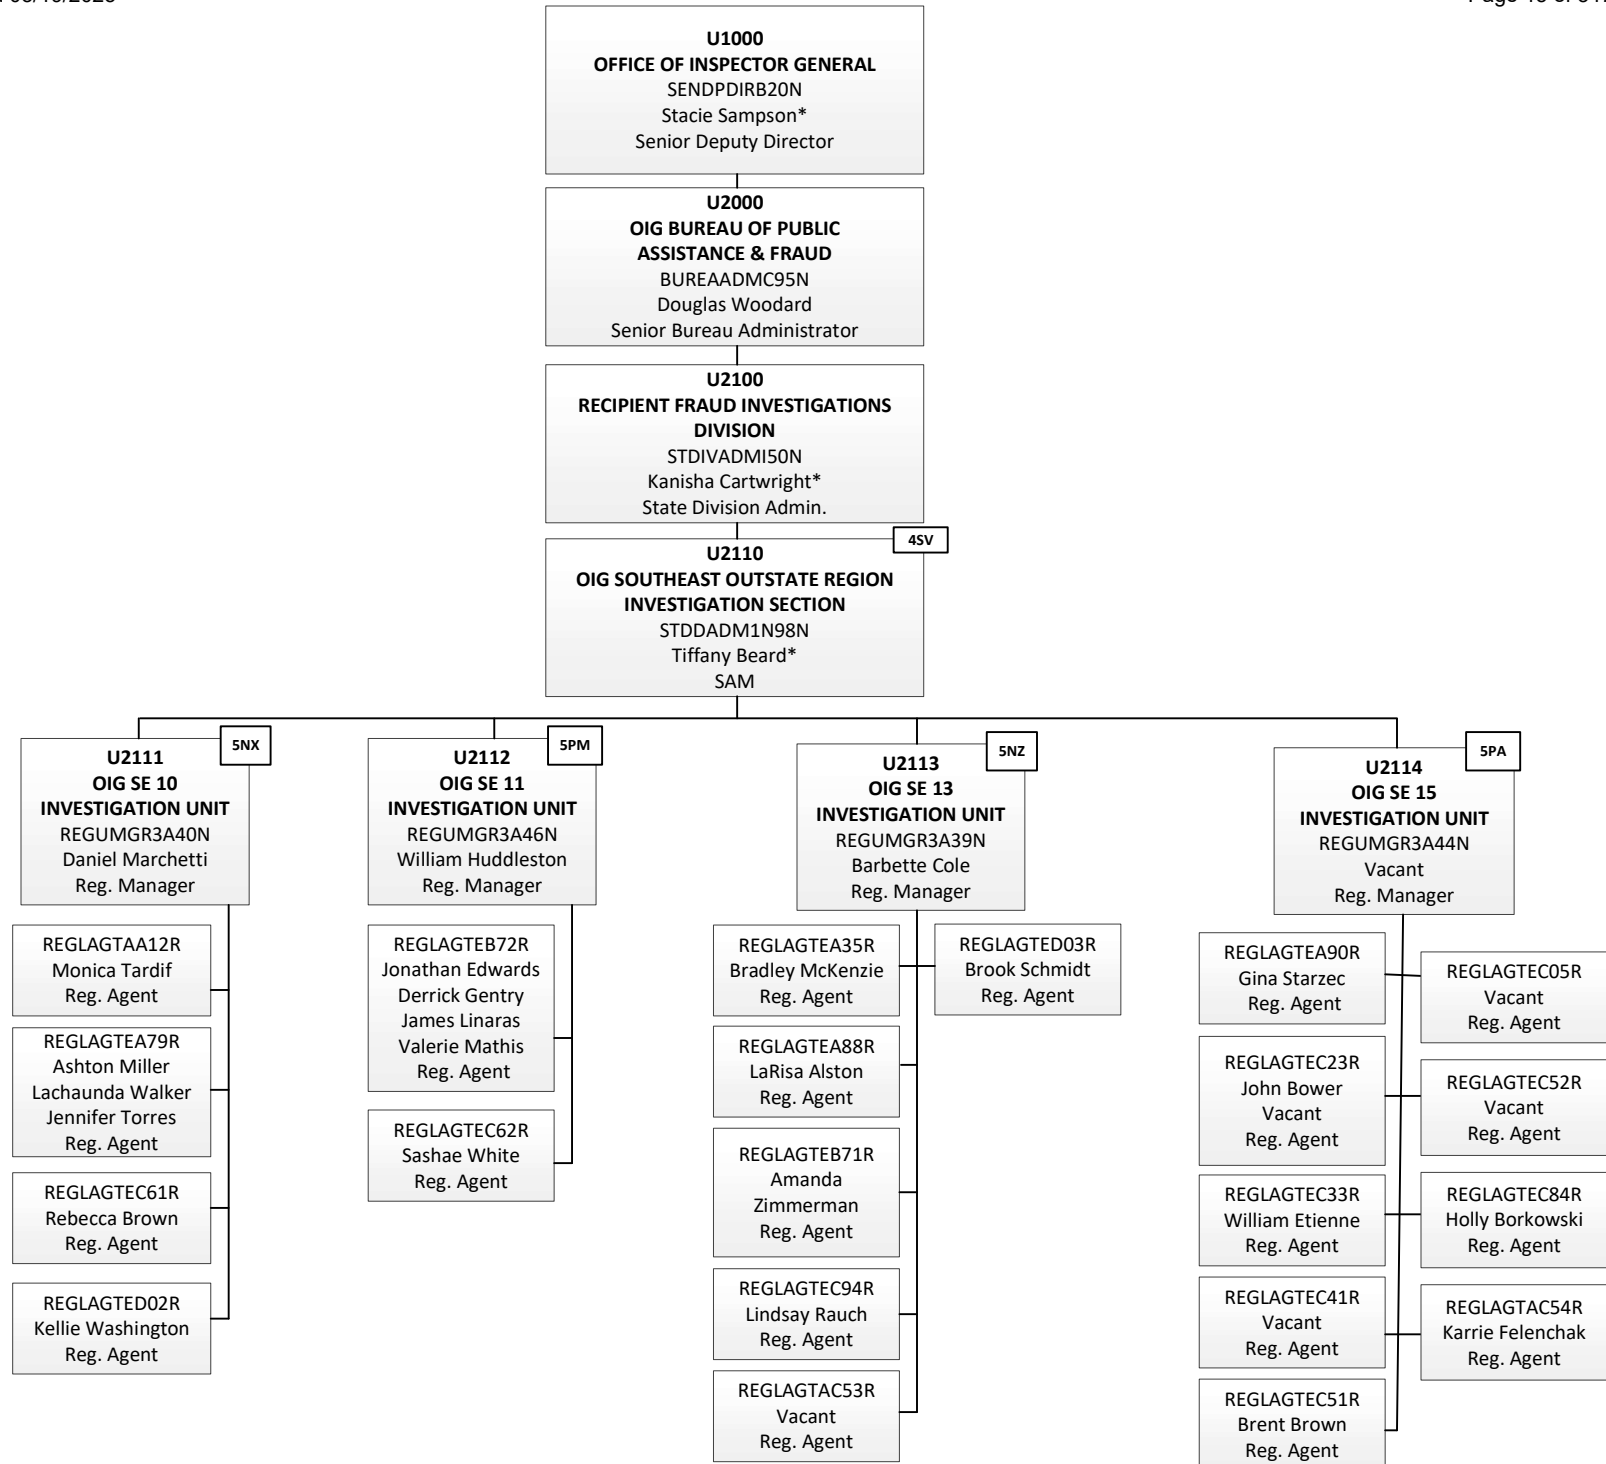 U1000
OFFICE OF INSPECTOR GENERAL
SENDPDIRB20N
Stacie Sampson*
Senior Deputy Director
U2000
OIG BUREAU OF PUBLIC
ASSISTANCE & FRAUD
BUREAADMC95N
Douglas Woodard
Senior Bureau Administrator
U2100
RECIPIENT FRAUD INVESTIGATIONS
DIVISION
STDIVADMI50N
Kanisha Cartwright*
State Division Admin.
4SV
U2110
OIG SOUTHEAST OUTSTATE REGION
INVESTIGATION SECTION
STDDADM1N98N
Tiffany Beard*
SAM
5NX
U2111
OIG SE 10
INVESTIGATION UNIT
REGUMGR3A40N
Daniel Marchetti
Reg. Manager
REGLAGTAA12R
Monica Tardif
Reg. Agent
REGLAGTEA79R
Ashton Miller
Lachaunda Walker
Jennifer Torres
Reg. Agent
REGLAGTEC61R
Rebecca Brown
Reg. Agent
REGLAGTED02R
Kellie Washington
Reg. Agent
5PM
U2112
OIG SE 11
INVESTIGATION UNIT
REGUMGR3A46N
William Huddleston
Reg. Manager
REGLAGTEB72R
Jonathan Edwards
Derrick Gentry
James Linaras
Valerie Mathis
Reg. Agent
REGLAGTEC62R
Sashae White
Reg. Agent
5NZ
U2113
OIG SE 13
INVESTIGATION UNIT
REGUMGR3A39N
Barbette Cole
Reg. Manager
REGLAGTEA35R
Bradley McKenzie
Reg. Agent
REGLAGTED03R
Brook Schmidt
Reg. Agent
REGLAGTEA88R
LaRisa Alston
Reg. Agent
REGLAGTEB71R
Amanda
Zimmerman
Reg. Agent
REGLAGTEC94R
Lindsay Rauch
Reg. Agent
REGLAGTAC53R
Vacant
Reg. Agent
5PA
U2114
OIG SE 15
INVESTIGATION UNIT
REGUMGR3A44N
Vacant
Reg. Manager
REGLAGTEA90R
Gina Starzec
Reg. Agent
REGLAGTEC05R
Vacant
Reg. Agent
REGLAGTEC23R
John Bower
Vacant
Reg. Agent
REGLAGTEC52R
Vacant
Reg. Agent
REGLAGTEC33R
William Etienne
Reg. Agent
REGLAGTEC84R
Holly Borkowski
Reg. Agent
REGLAGTEC41R
Vacant
Reg. Agent
REGLAGTAC54R
Karrie Felenchak
Reg. Agent
REGLAGTEC51R
Brent Brown
Reg. Agent